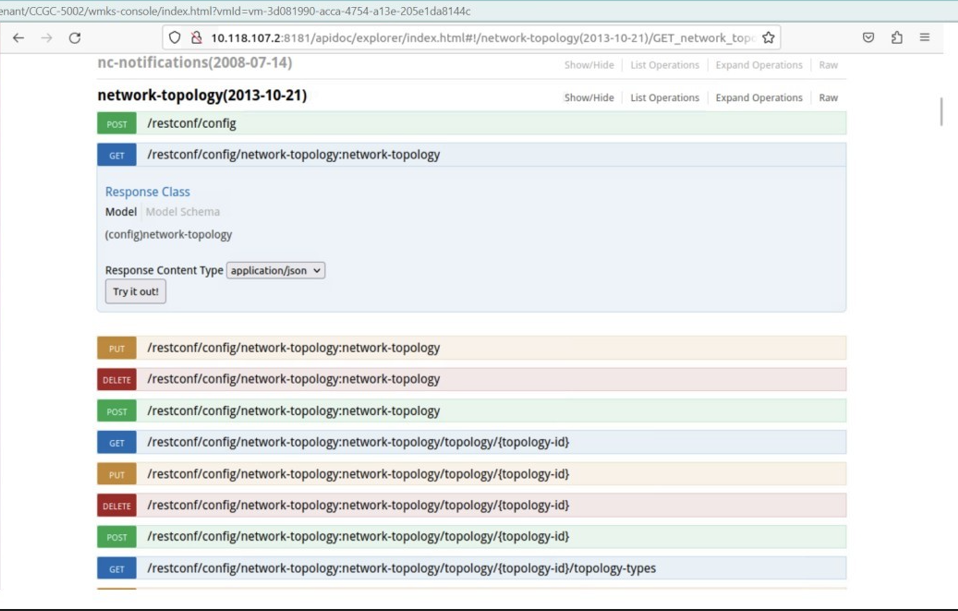 enant/CCGC-5002/wmks-console/index.html?vmId=vm-3d081990-acca-4754-a13e-205e1da8144c
10.118.107.2:8181/apidoc/explorer/index.html#!/network-topology(2013-10-21)/GET_network_topo
nc-notifications(2008-07-14) Show/Hide List Operations Expand Operations Raw
network-topology(2013-10-21) Show/Hide List Operations Expand Operations Raw
POST /restconf/config
GET /restconf/config/network-topology:network-topology
Response Class
Model Model Schema
(config)network-topology
Response Content Type application/json
Try it out!
PUT /restconf/config/network-topology:network-topology
DELETE /restconf/config/network-topology:network-topology
POST /restconf/config/network-topology:network-topology
GET /restconf/config/network-topology:network-topology/topology/{topology-id}
PUT /restconf/config/network-topology:network-topology/topology/{topology-id}
DELETE /restconf/config/network-topology:network-topology/topology/{topology-id}
POST /restconf/config/network-topology:network-topology/topology/{topology-id}
GET /restconf/config/network-topology:network-topology/topology/{topology-id}/topology-types